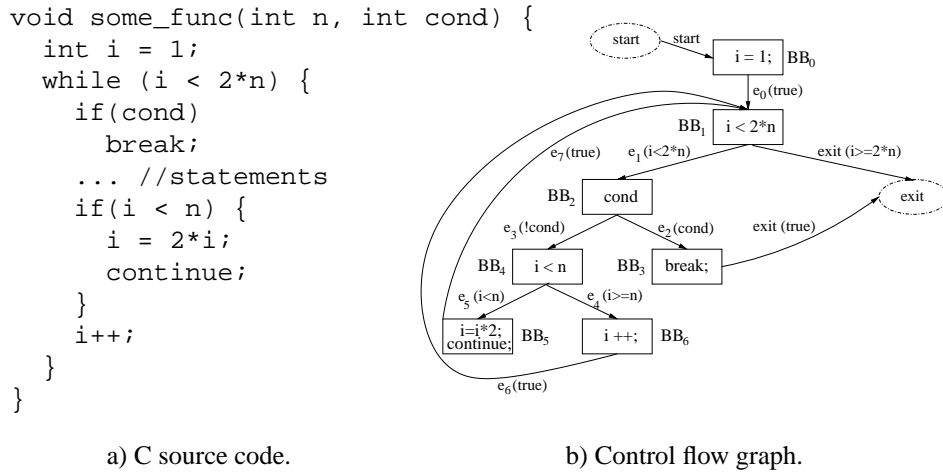 void some_func(int n, int cond) {
int i = 1;
while (i < 2*n) {
if(cond)
break;
... //statements
if(i < n) {
i = 2*i;
continue;
}
i++;
}
}
a) C source code.
start
start
i = 1;
BB0
e0(true)
BB1
i < 2*n
e7(true)
e1(i<2*n)
exit (i>=2*n)
BB2
cond
exit
e3(!cond)
e2(cond)
exit (true)
BB4
i < n
BB3
break;
e5(i<n)
e4(i>=n)
i=i*2;
continue;
BB5
i ++;
BB6
e6(true)
b) Control flow graph.